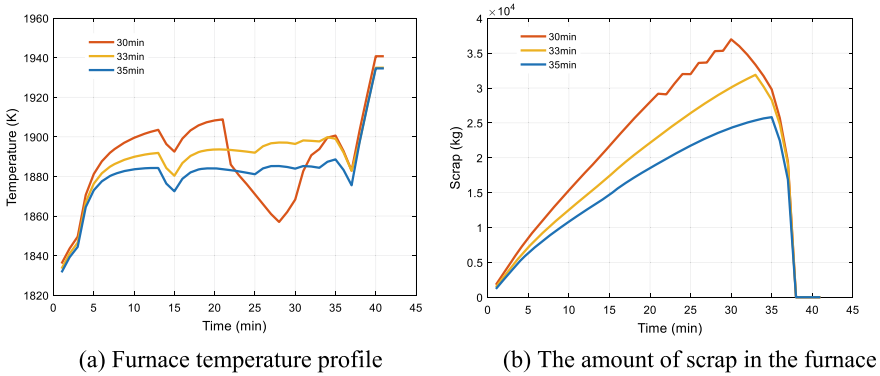 1960
1940
1920
1900
1880
1860
1840
1820
Temperature (K)
30min
33min
35min
0 5 10 15 20 25 30 35 40 45
Time (min)
(a) Furnace temperature profile
× 10⁴
4
3.5
3
2.5
2
1.5
1
0.5
0
Scrap (kg)
30min
33min
35min
0 5 10 15 20 25 30 35 40 45
Time (min)
(b) The amount of scrap in the furnace